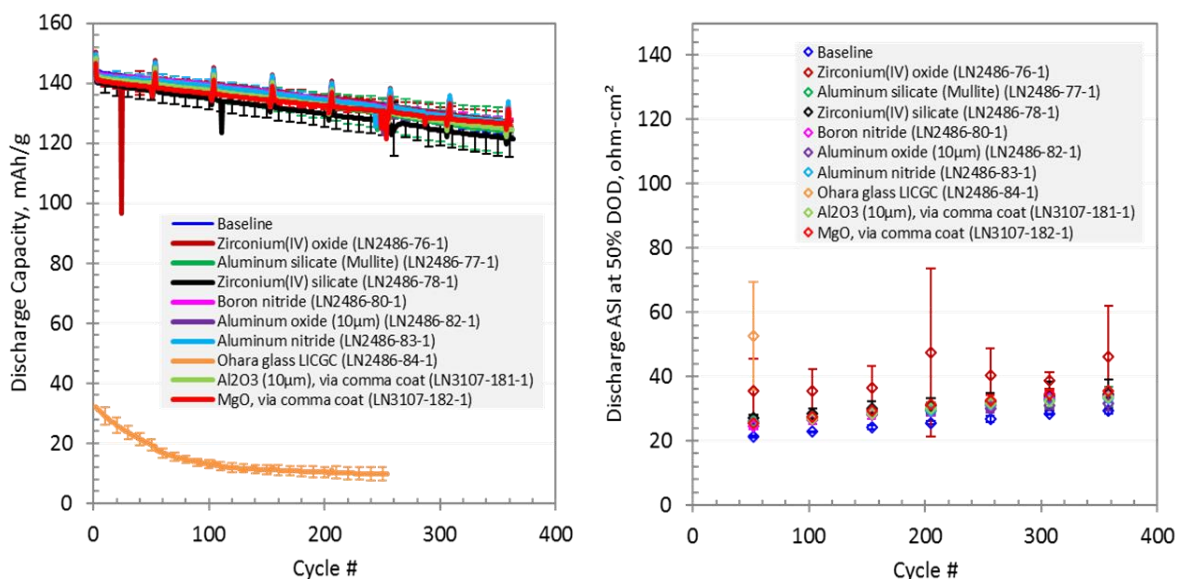 160
140
120
100
80
60
40
20
0
Discharge Capacity, mAh/g
Baseline
Zirconium(IV) oxide (LN2486-76-1)
Aluminum silicate (Mullite) (LN2486-77-1)
Zirconium(IV) silicate (LN2486-78-1)
Boron nitride (LN2486-80-1)
Aluminum oxide (10µm) (LN2486-82-1)
Aluminum nitride (LN2486-83-1)
Ohara glass LICGC (LN2486-84-1)
Al2O3 (10µm), via comma coat (LN3107-181-1)
MgO, via comma coat (LN3107-182-1)
0 100 200 300 400
Cycle #
140
120
100
80
60
40
20
0
Discharge ASI at 50% DOD, ohm-cm²
Baseline
Zirconium(IV) oxide (LN2486-76-1)
Aluminum silicate (Mullite) (LN2486-77-1)
Zirconium(IV) silicate (LN2486-78-1)
Boron nitride (LN2486-80-1)
Aluminum oxide (10µm) (LN2486-82-1)
Aluminum nitride (LN2486-83-1)
Ohara glass LICGC (LN2486-84-1)
Al2O3 (10µm), via comma coat (LN3107-181-1)
MgO, via comma coat (LN3107-182-1)
0 100 200 300 400
Cycle #